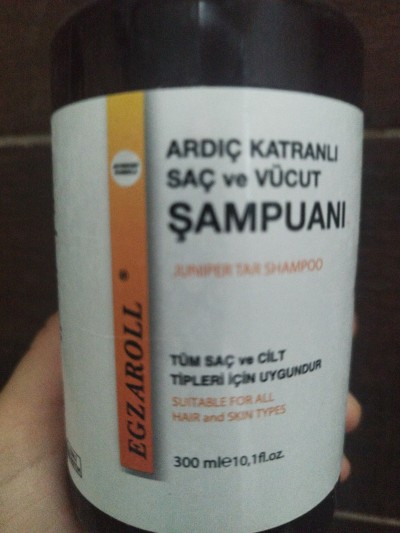 ARDIÇ KATRANLI
SAÇ ve VÜCUT
ŞAMPUANI
JUNIPER TAR SHAMPOO
EGZAROLL ®
TÜM SAÇ ve CİLT
TİPLERİ İÇİN UYGUNDUR
SUITABLE FOR ALL
HAIR and SKIN TYPES
300 ml℮10,1fl.oz.